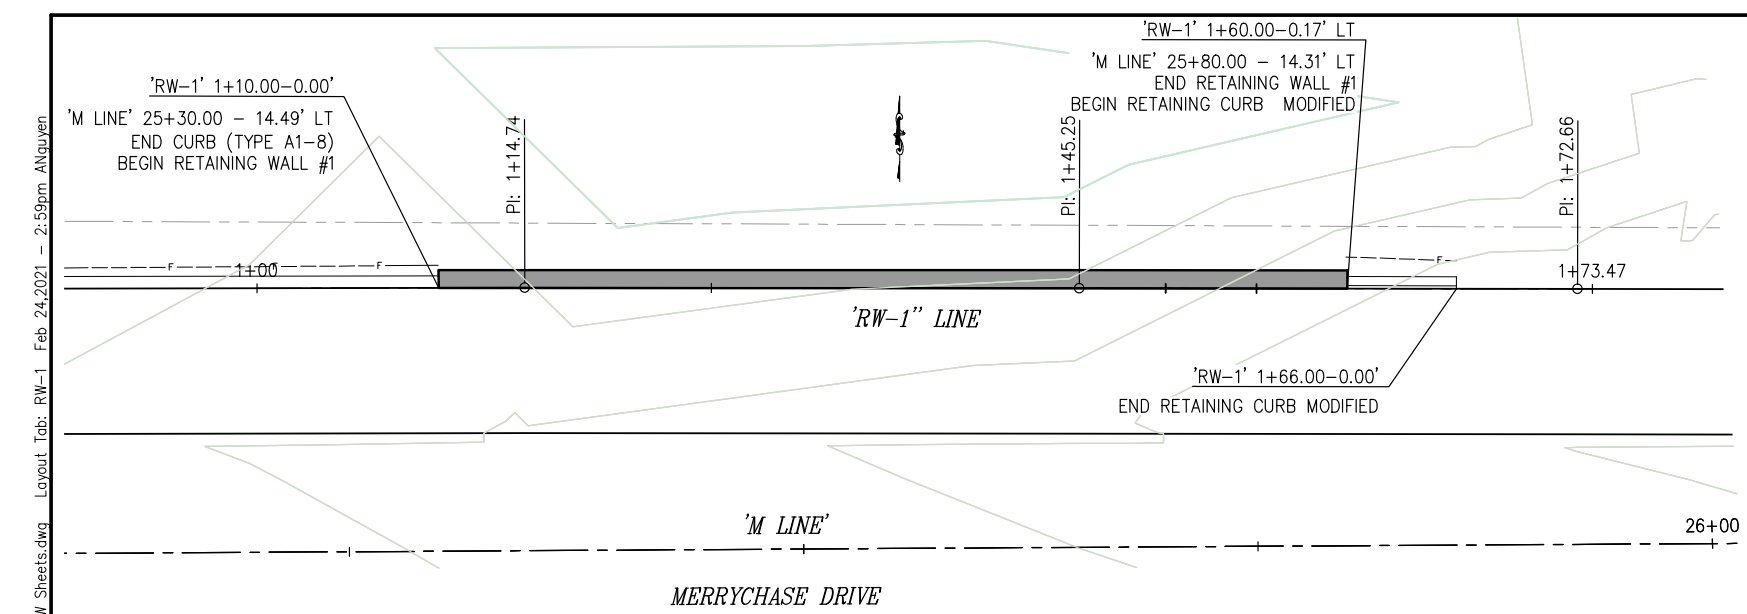 'RW-1' 1+10.00-0.00'
'M LINE' 25+30.00 - 14.49' LT
END CURB (TYPE A1-8)
BEGIN RETAINING WALL #1
'RW-1' 1+60.00-0.17' LT
'M LINE' 25+80.00 - 14.31' LT
END RETAINING WALL #1
BEGIN RETAINING CURB MODIFIED
PI: 1+14.74
PI: 1+45.25
PI: 1+72.66
F
F
F
F
1+00
1+73.47
'RW-1'' LINE
'RW-1' 1+66.00-0.00'
END RETAINING CURB MODIFIED
'M LINE'
26+00
MERRYCHASE DRIVE
W Sheets.dwg Layout Tab: RW-1 Feb 24,2021 - 2:59pm ANguyen